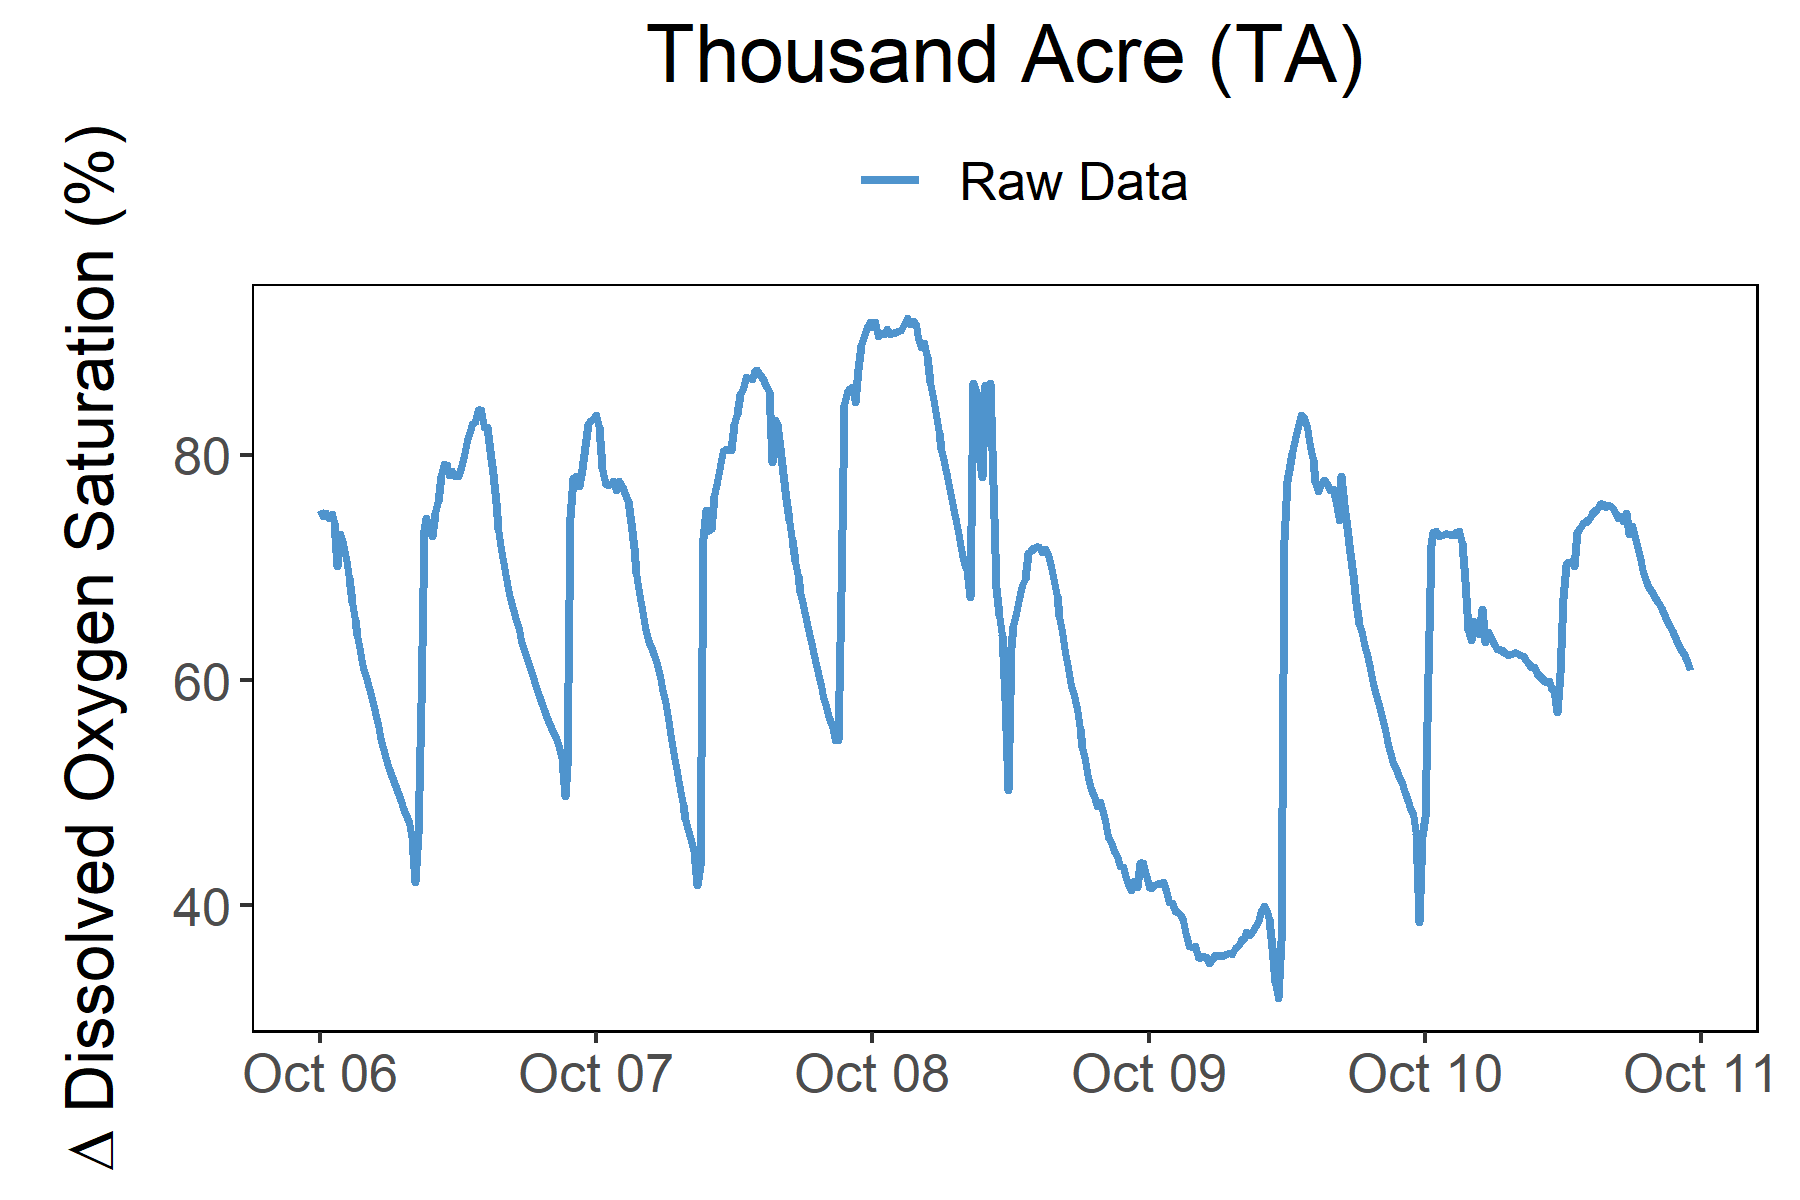 Thousand Acre (TA)
Raw Data
Δ Dissolved Oxygen Saturation (%)
80
60
40
Oct 06 Oct 07 Oct 08 Oct 09 Oct 10 Oct 11